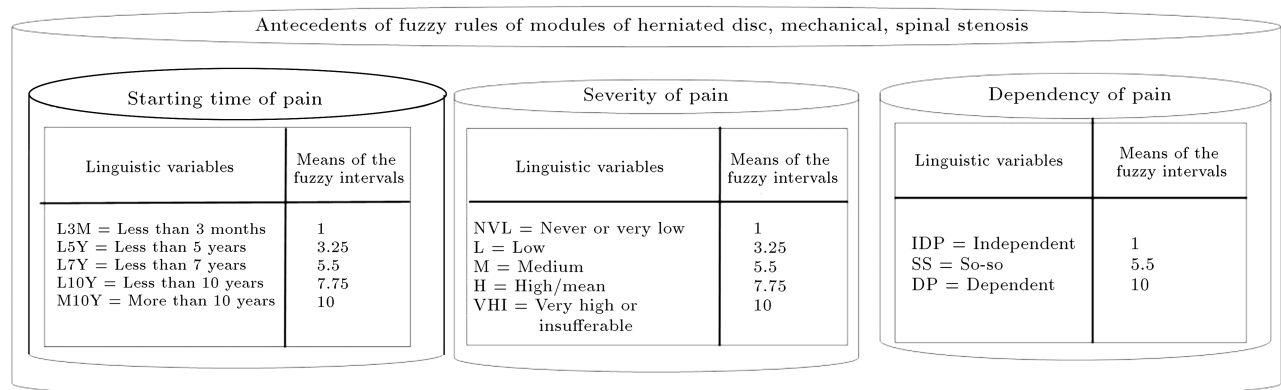 Antecedents of fuzzy rules of modules of herniated disc, mechanical, spinal stenosis
Starting time of pain
Linguistic variables
Means of the
fuzzy intervals
L3M = Less than 3 months 1
L5Y = Less than 5 years 3.25
L7Y = Less than 7 years 5.5
L10Y = Less than 10 years 7.75
M10Y = More than 10 years 10
Severity of pain
Linguistic variables
Means of the
fuzzy intervals
NVL = Never or very low 1
L = Low 3.25
M = Medium 5.5
H = High/mean 7.75
VHI = Very high or 10
insufferable
Dependency of pain
Linguistic variables
Means of the
fuzzy intervals
IDP = Independent 1
SS = So-so 5.5
DP = Dependent 10